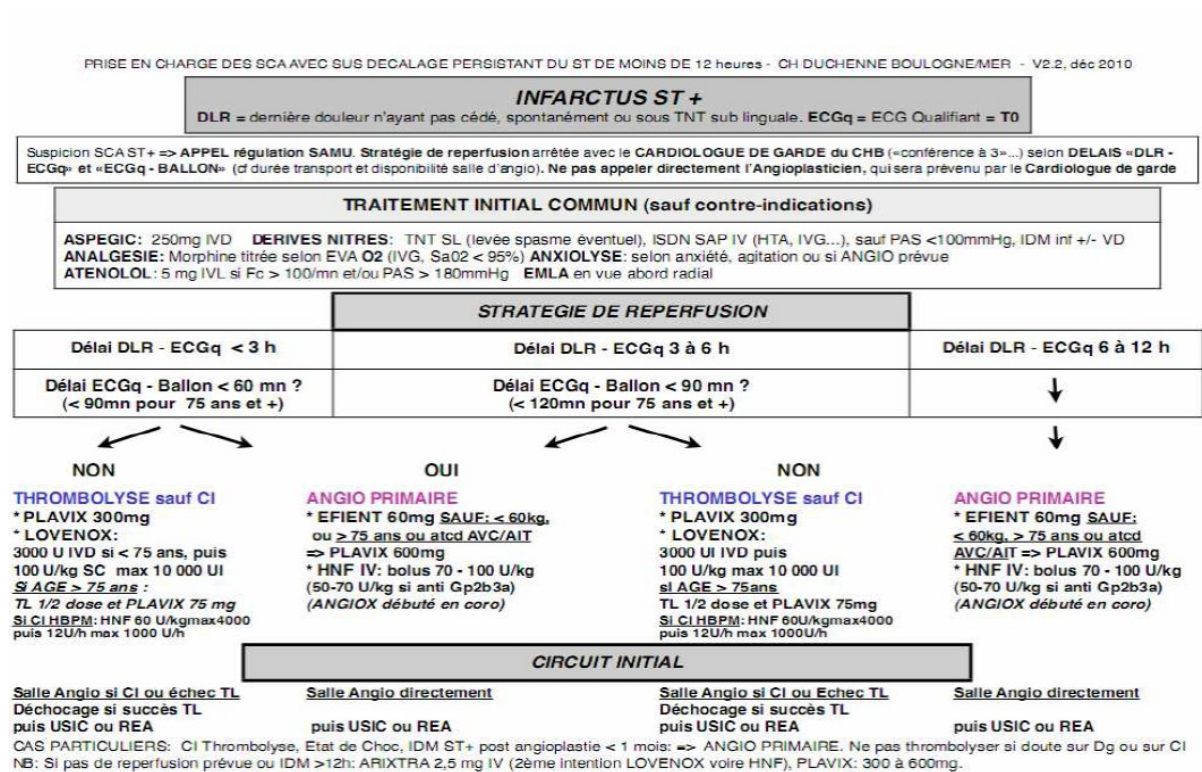 PRISE EN CHARGE DES SCA AVEC SUS DECALAGE PERSISTANT DU ST DE MOINS DE 12 heures - CH DUCHENNE BOULOGNE/MER - V2.2, déc 2010
INFARCTUS ST +
DLR = dernière douleur n'ayant pas cédé, spontanément ou sous TNT sub linguale. ECGq = ECG Qualifiant = T0
Suspicion SCA ST+ => APPEL régulation SAMU. Stratégie de reperfusion arrêtée avec le CARDIOLOGUE DE GARDE du CHB («conférence à 3»...) selon DELAIS «DLR -
ECGq» et «ECGq - BALLON» (cf durée transport et disponibilité salle d'angio). Ne pas appeler directement l'Angioplasticien, qui sera prévenu par le Cardiologue de garde
TRAITEMENT INITIAL COMMUN (sauf contre-indications)
ASPEGIC: 250mg IVD DERIVES NITRES: TNT SL (levée spasme éventuel), ISDN SAP IV (HTA, IVG...), sauf PAS <100mmHg, IDM inf +/- VD
ANALGESIE: Morphine titrée selon EVA O2 (IVG, Sa02 < 95%) ANXIOLYSE: selon anxiété, agitation ou si ANGIO prévue
ATENOLOL: 5 mg IVL si Fc > 100/mn et/ou PAS > 180mmHg EMLA en vue abord radial
STRATEGIE DE REPERFUSION
Délai DLR - ECGq < 3 h
Délai DLR - ECGq 3 à 6 h
Délai DLR - ECGq 6 à 12 h
Délai ECGq - Ballon < 60 mn ?
(< 90mn pour 75 ans et +)
Délai ECGq - Ballon < 90 mn ?
(< 120mn pour 75 ans et +)
NON
OUI
NON
THROMBOLYSE sauf CI
* PLAVIX 300mg
* LOVENOX:
3000 U IVD si < 75 ans, puis
100 U/kg SC max 10 000 UI
SI AGE > 75 ans :
TL 1/2 dose et PLAVIX 75 mg
Si CI HBPM: HNF 60 U/kgmax4000
puis 12U/h max 1000 U/h
ANGIO PRIMAIRE
* EFIENT 60mg SAUF: < 60kg,
ou > 75 ans ou atcd AVC/AIT
=> PLAVIX 600mg
* HNF IV: bolus 70 - 100 U/kg
(50-70 U/kg si anti Gp2b3a)
(ANGIOX débuté en coro)
THROMBOLYSE sauf CI
* PLAVIX 300mg
* LOVENOX:
3000 UI IVD puis
100 U/kg max 10 000 UI
sI AGE > 75ans
TL 1/2 dose et PLAVIX 75mg
Si CI HBPM: HNF 60U/kgmax4000
puis 12U/h max 1000U/h
ANGIO PRIMAIRE
* EFIENT 60mg SAUF:
< 60kg, > 75 ans ou atcd
AVC/AIT => PLAVIX 600mg
* HNF IV: bolus 70 - 100 U/kg
(50-70 U/kg si anti Gp2b3a)
(ANGIOX débuté en coro)
CIRCUIT INITIAL
Salle Angio si CI ou échec TL
Déchocage si succès TL
puis USIC ou REA
Salle Angio directement
puis USIC ou REA
Salle Angio si CI ou Echec TL
Déchocage si succès TL
puis USIC ou REA
Salle Angio directement
puis USIC ou REA
CAS PARTICULIERS: CI Thrombolyse, Etat de Choc, IDM ST+ post angioplastie < 1 mois: => ANGIO PRIMAIRE. Ne pas thrombolyser si doute sur Dg ou sur CI
NB: Si pas de reperfusion prévue ou IDM >12h: ARIXTRA 2,5 mg IV (2ème intention LOVENOX voire HNF), PLAVIX: 300 à 600mg.